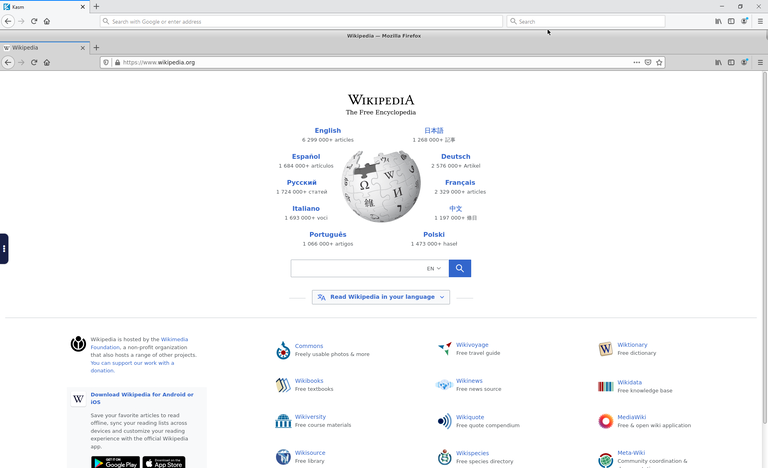 Kasm
Search with Google or enter address
Search
Wikipedia — Mozilla Firefox
Wikipedia
https://www.wikipedia.org
WIKIPEDIA
The Free Encyclopedia
English
6 299 000+ articles
日本語
1 268 000+ 記事
Español
1 684 000+ artículos
Deutsch
2 576 000+ Artikel
Русский
1 724 000+ статей
Français
2 329 000+ articles
Italiano
1 693 000+ voci
中文
1 197 000+ 條目
Português
1 066 000+ artigos
Polski
1 473 000+ haseł
Ω
W
И
維
EN
Read Wikipedia in your language
Wikipedia is hosted by the Wikimedia
Foundation, a non-profit organization
that also hosts a range of other projects.
You can support our work with a
donation.
Download Wikipedia for Android or
iOS
Save your favorite articles to read
offline, sync your reading lists across
devices and customize your reading
experience with the official Wikipedia
app.
GET IT ON
Google Play
Download on the
App Store
Commons
Freely usable photos & more
Wikivoyage
Free travel guide
Wiktionary
Free dictionary
Wikibooks
Free textbooks
Wikinews
Free news source
Wikidata
Free knowledge base
Wikiversity
Free course materials
Wikiquote
Free quote compendium
MediaWiki
Free & open wiki application
Wikisource
Free library
Wikispecies
Free species directory
Meta-Wiki
Community coordination &